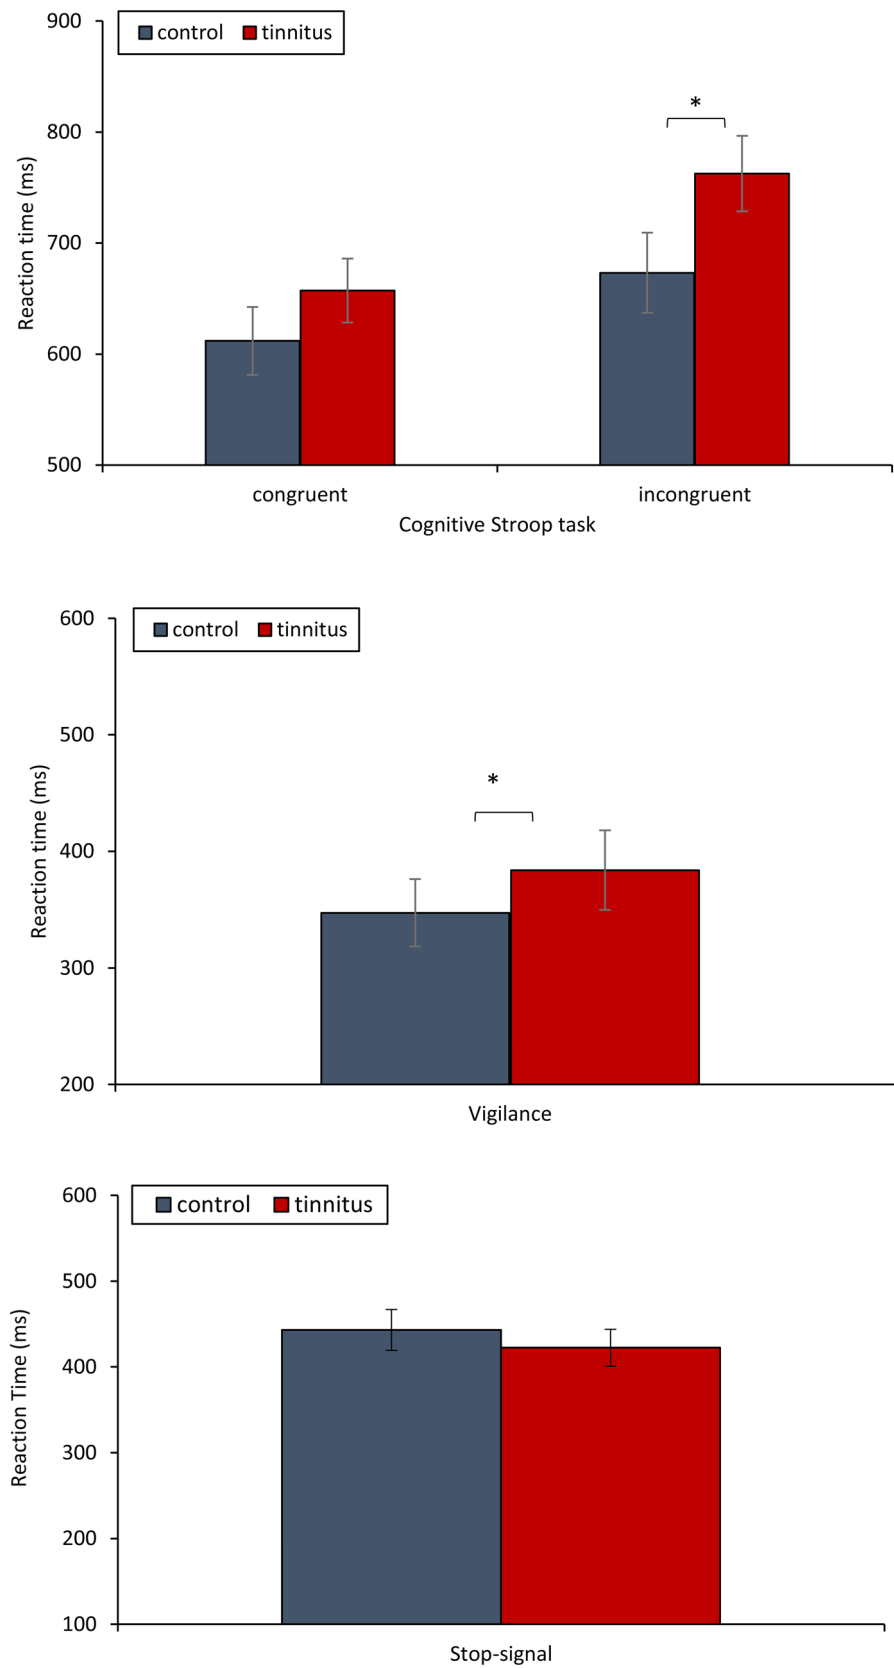 control tinnitus
900
800
700
600
500
Reaction time (ms)
*
congruent incongruent
Cognitive Stroop task
control tinnitus
600
500
400
300
200
Reaction time (ms)
*
Vigilance
control tinnitus
600
500
400
300
200
100
Reaction Time (ms)
Stop-signal